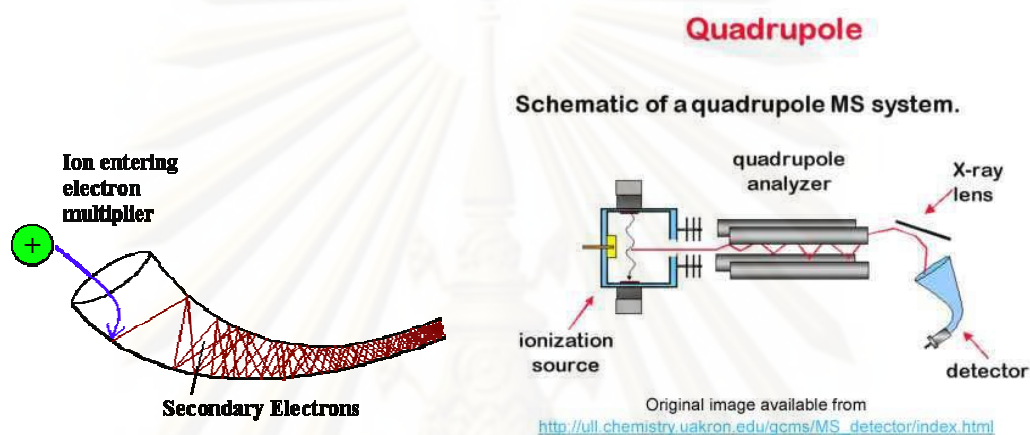 Quadrupole
Schematic of a quadrupole MS system.
Ion entering
electron
multiplier
+
Secondary Electrons
quadrupole
analyzer
X-ray
lens
ionization
source
detector
Original image available from
http://ull.chemistry.uakron.edu/gcms/MS_detector/index.html